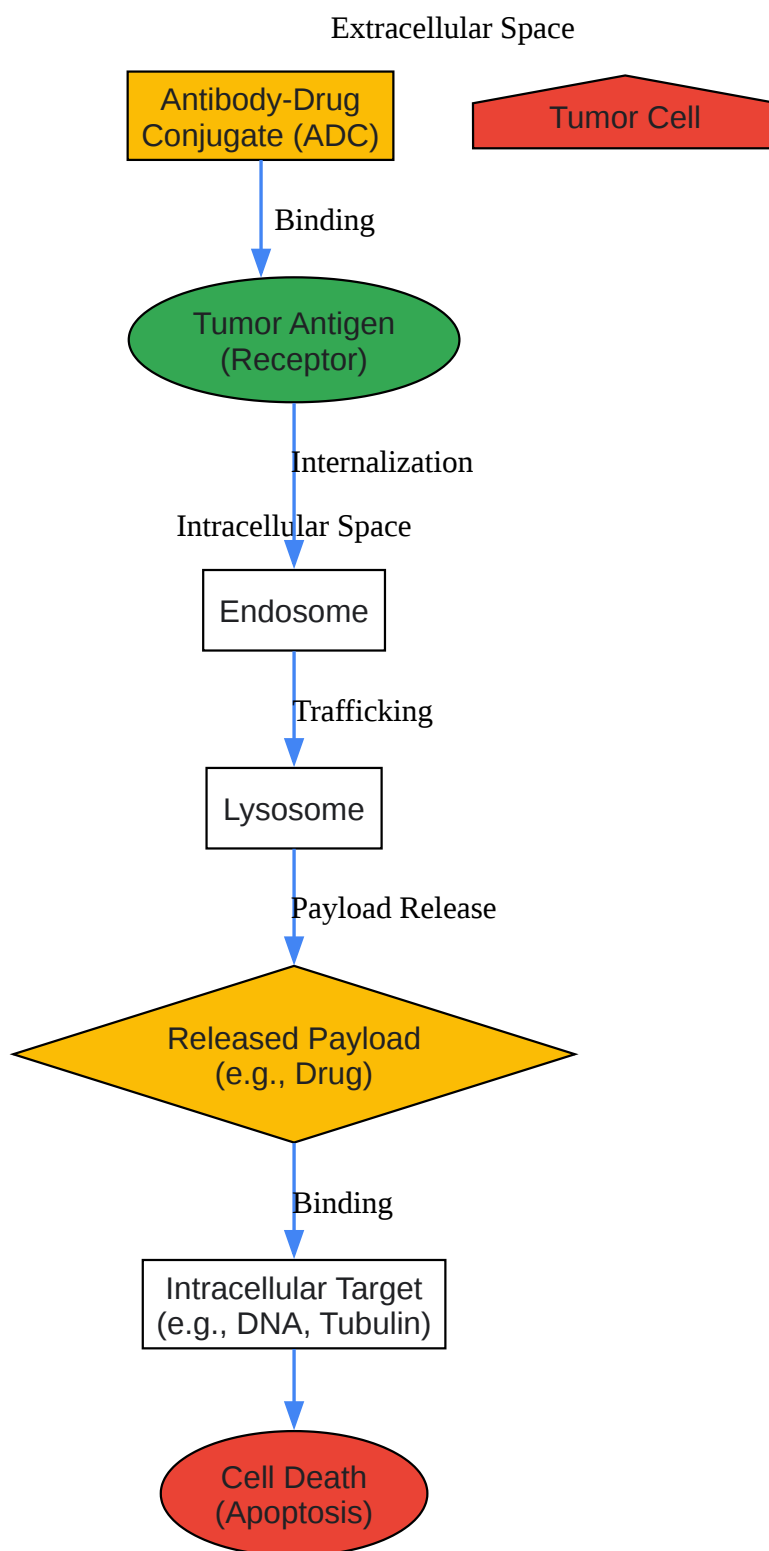 Extracellular Space
Antibody-Drug
Conjugate (ADC)
Tumor Cell
Binding
Tumor Antigen
(Receptor)
Internalization
Intracellular Space
Endosome
Trafficking
Lysosome
Payload Release
Released Payload
(e.g., Drug)
Binding
Intracellular Target
(e.g., DNA, Tubulin)
Cell Death
(Apoptosis)